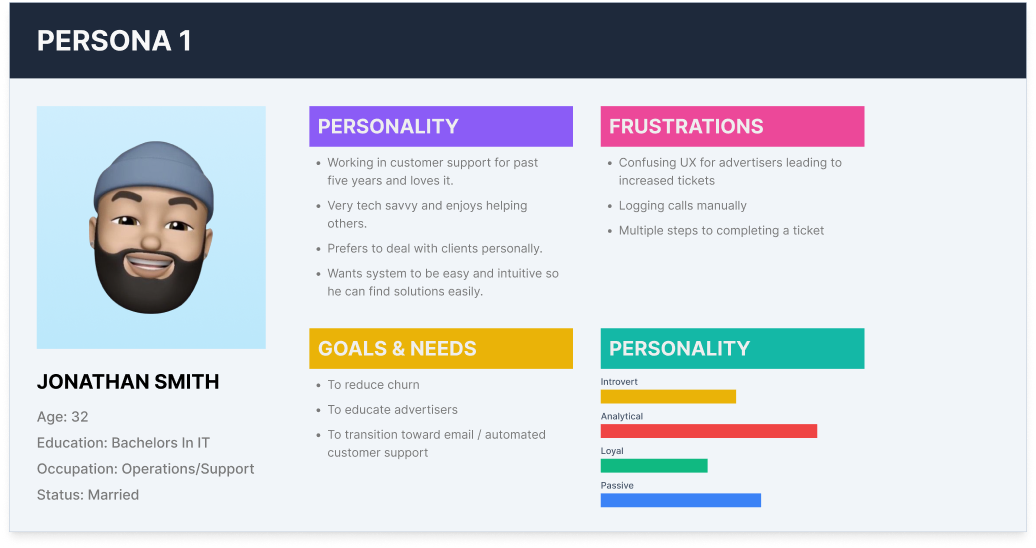 PERSONA 1
JONATHAN SMITH
Age: 32
Education: Bachelors In IT
Occupation: Operations/Support
Status: Married
PERSONALITY
• Working in customer support for past
five years and loves it.
• Very tech savvy and enjoys helping
others.
• Prefers to deal with clients personally.
• Wants system to be easy and intuitive so
he can find solutions easily.
FRUSTRATIONS
• Confusing UX for advertisers leading to
increased tickets
• Logging calls manually
• Multiple steps to completing a ticket
GOALS & NEEDS
• To reduce churn
• To educate advertisers
• To transition toward email / automated
customer support
PERSONALITY
Introvert
Analytical
Loyal
Passive